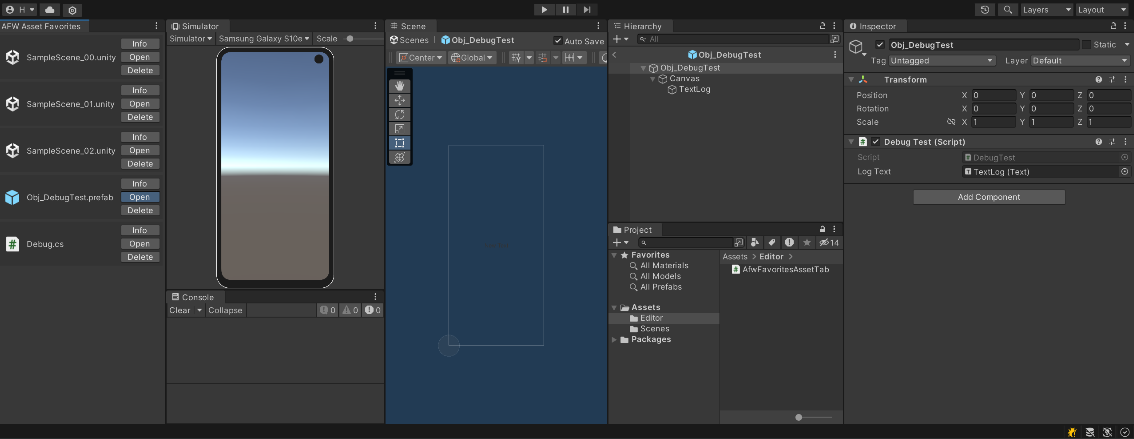 H
Layers
Layout
AFW Asset Favorites
SampleScene_00.unity
Info
Open
Delete
SampleScene_01.unity
Info
Open
Delete
SampleScene_02.unity
Info
Open
Delete
Obj_DebugTest.prefab
Info
Open
Delete
Debug.cs
Info
Open
Delete
Simulator
Simulator Samsung Galaxy S10e Scale
Console
Clear Collapse 0 0 0
Scene
Scenes Obj_DebugTest Auto Save
Center Global
Hierarchy
All
Obj_DebugTest
Obj_DebugTest
Canvas
TextLog
Project
14
Favorites
All Materials
All Models
All Prefabs
Assets
Editor
Scenes
Packages
Assets > Editor >
AfwFavoritesAssetTab
Inspector
Obj_DebugTest Static
Tag Untagged Layer Default
Transform
Position X 0 Y 0 Z 0
Rotation X 0 Y 0 Z 0
Scale X 1 Y 1 Z 1
Debug Test (Script)
Script DebugTest
Log Text TextLog (Text)
Add Component